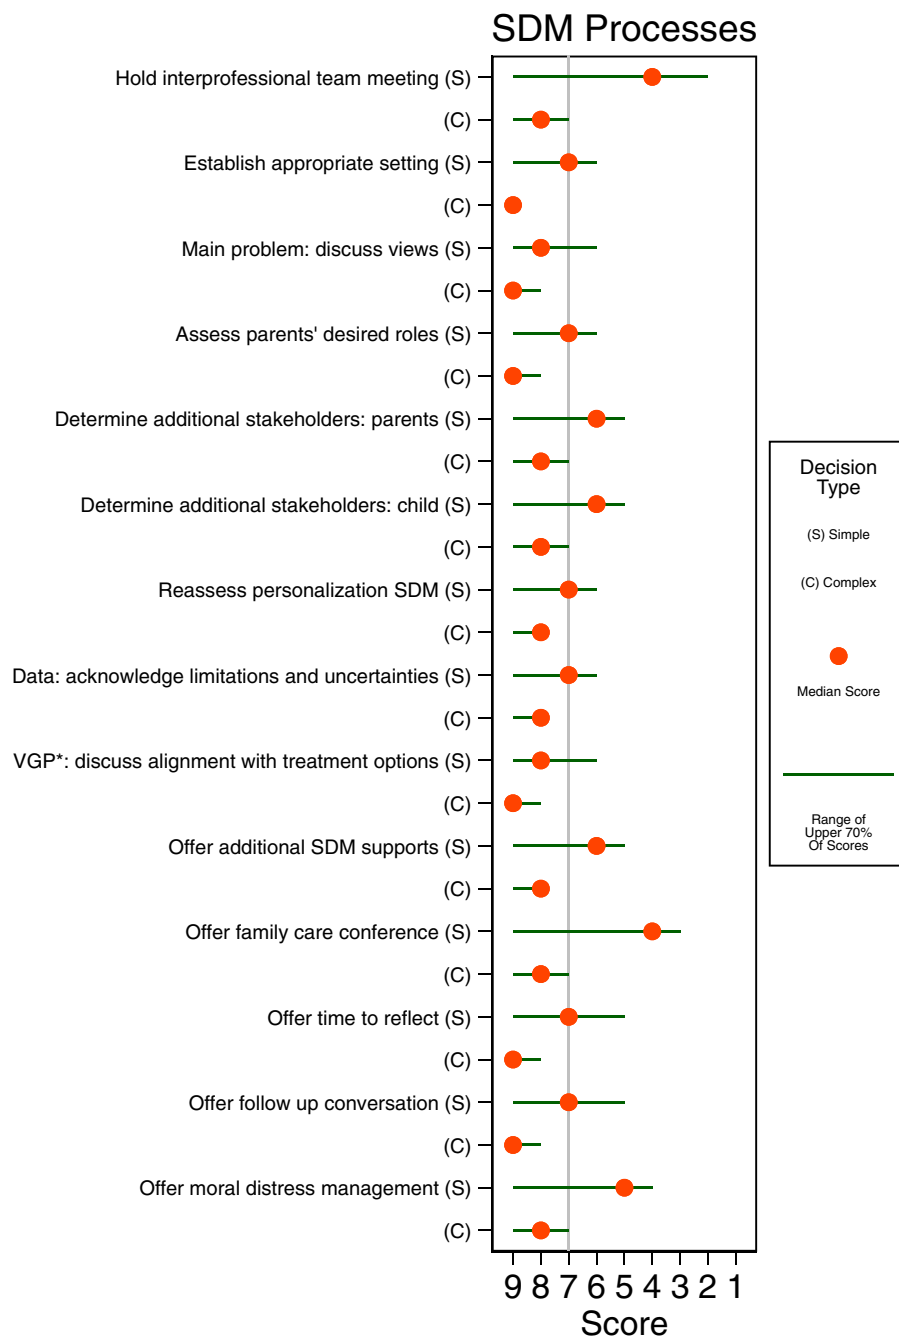 SDM Processes
Hold interprofessional team meeting (S)
(C)
Establish appropriate setting (S)
(C)
Main problem: discuss views (S)
(C)
Assess parents' desired roles (S)
(C)
Determine additional stakeholders: parents (S)
(C)
Determine additional stakeholders: child (S)
(C)
Reassess personalization SDM (S)
(C)
Data: acknowledge limitations and uncertainties (S)
(C)
VGP*: discuss alignment with treatment options (S)
(C)
Offer additional SDM supports (S)
(C)
Offer family care conference (S)
(C)
Offer time to reflect (S)
(C)
Offer follow up conversation (S)
(C)
Offer moral distress management (S)
(C)
9 8 7 6 5 4 3 2 1
Score
Decision
Type
(S) Simple
(C) Complex
Median Score
Range of
Upper 70%
Of Scores